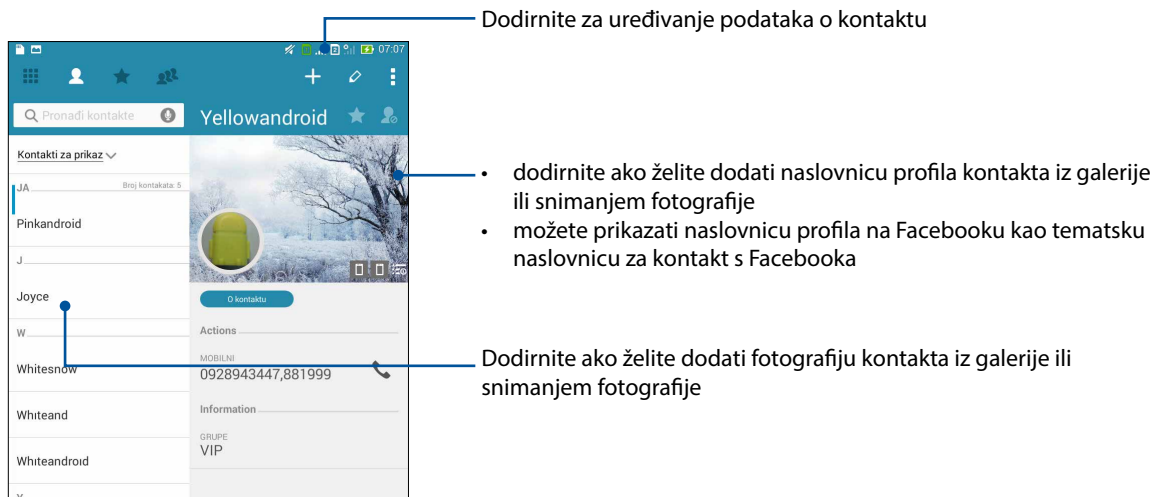 Dodirnite za uređivanje podataka o kontaktu
07:07
Pronađi kontakte
Yellowandroid
Kontakti za prikaz
JA
Broj kontakata: 5
Pinkandroid
J
Joyce
W
Whitesnow
Whiteand
Whiteandroid
O kontaktu
Actions
MOBILNI
0928943447,881999
Information
GRUPE
VIP
• dodirnite ako želite dodati naslovnicu profila kontakta iz galerije
ili snimanjem fotografije
• možete prikazati naslovnicu profila na Facebooku kao tematsku
naslovnicu za kontakt s Facebooka
Dodirnite ako želite dodati fotografiju kontakta iz galerije ili
snimanjem fotografije